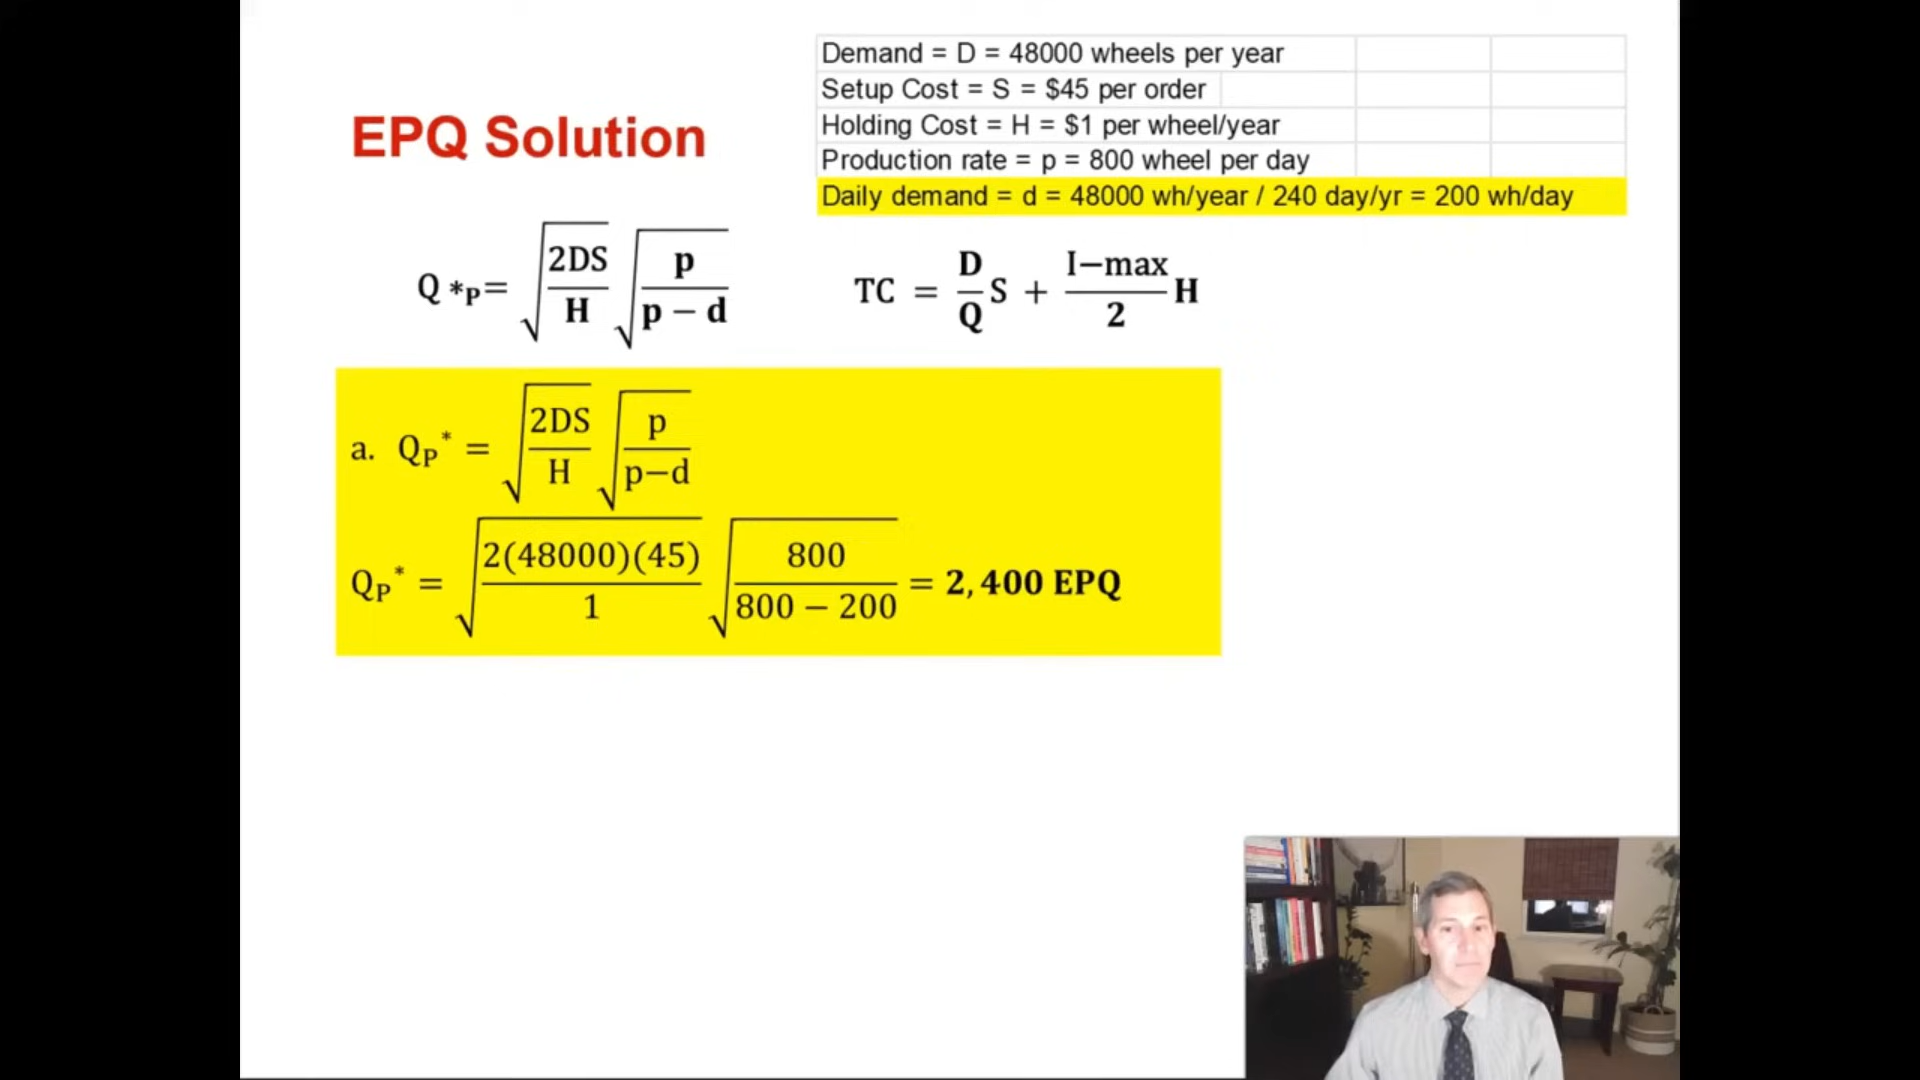 Demand = D = 48000 wheels per year
Setup Cost = S = $45 per order
Holding Cost = H = $1 per wheel/year
Production rate = p = 800 wheel per day
Daily demand = d = 48000 wh/year / 240 day/yr = 200 wh/day
EPQ Solution
Q *P= √(2DS/H) √(p/(p − d))
TC = D/Q S + I−max/2 H
a. QP* = √(2DS/H) √(p/(p−d))
QP* = √(2(48000)(45)/1) √(800/(800 − 200)) = 2,400 EPQ